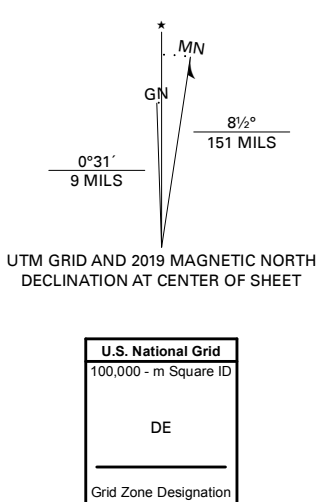 ★
MN
GN
8½°
151 MILS
0°31´
9 MILS
UTM GRID AND 2019 MAGNETIC NORTH
DECLINATION AT CENTER OF SHEET
U.S. National Grid
100,000 - m Square ID
DE
Grid Zone Designation